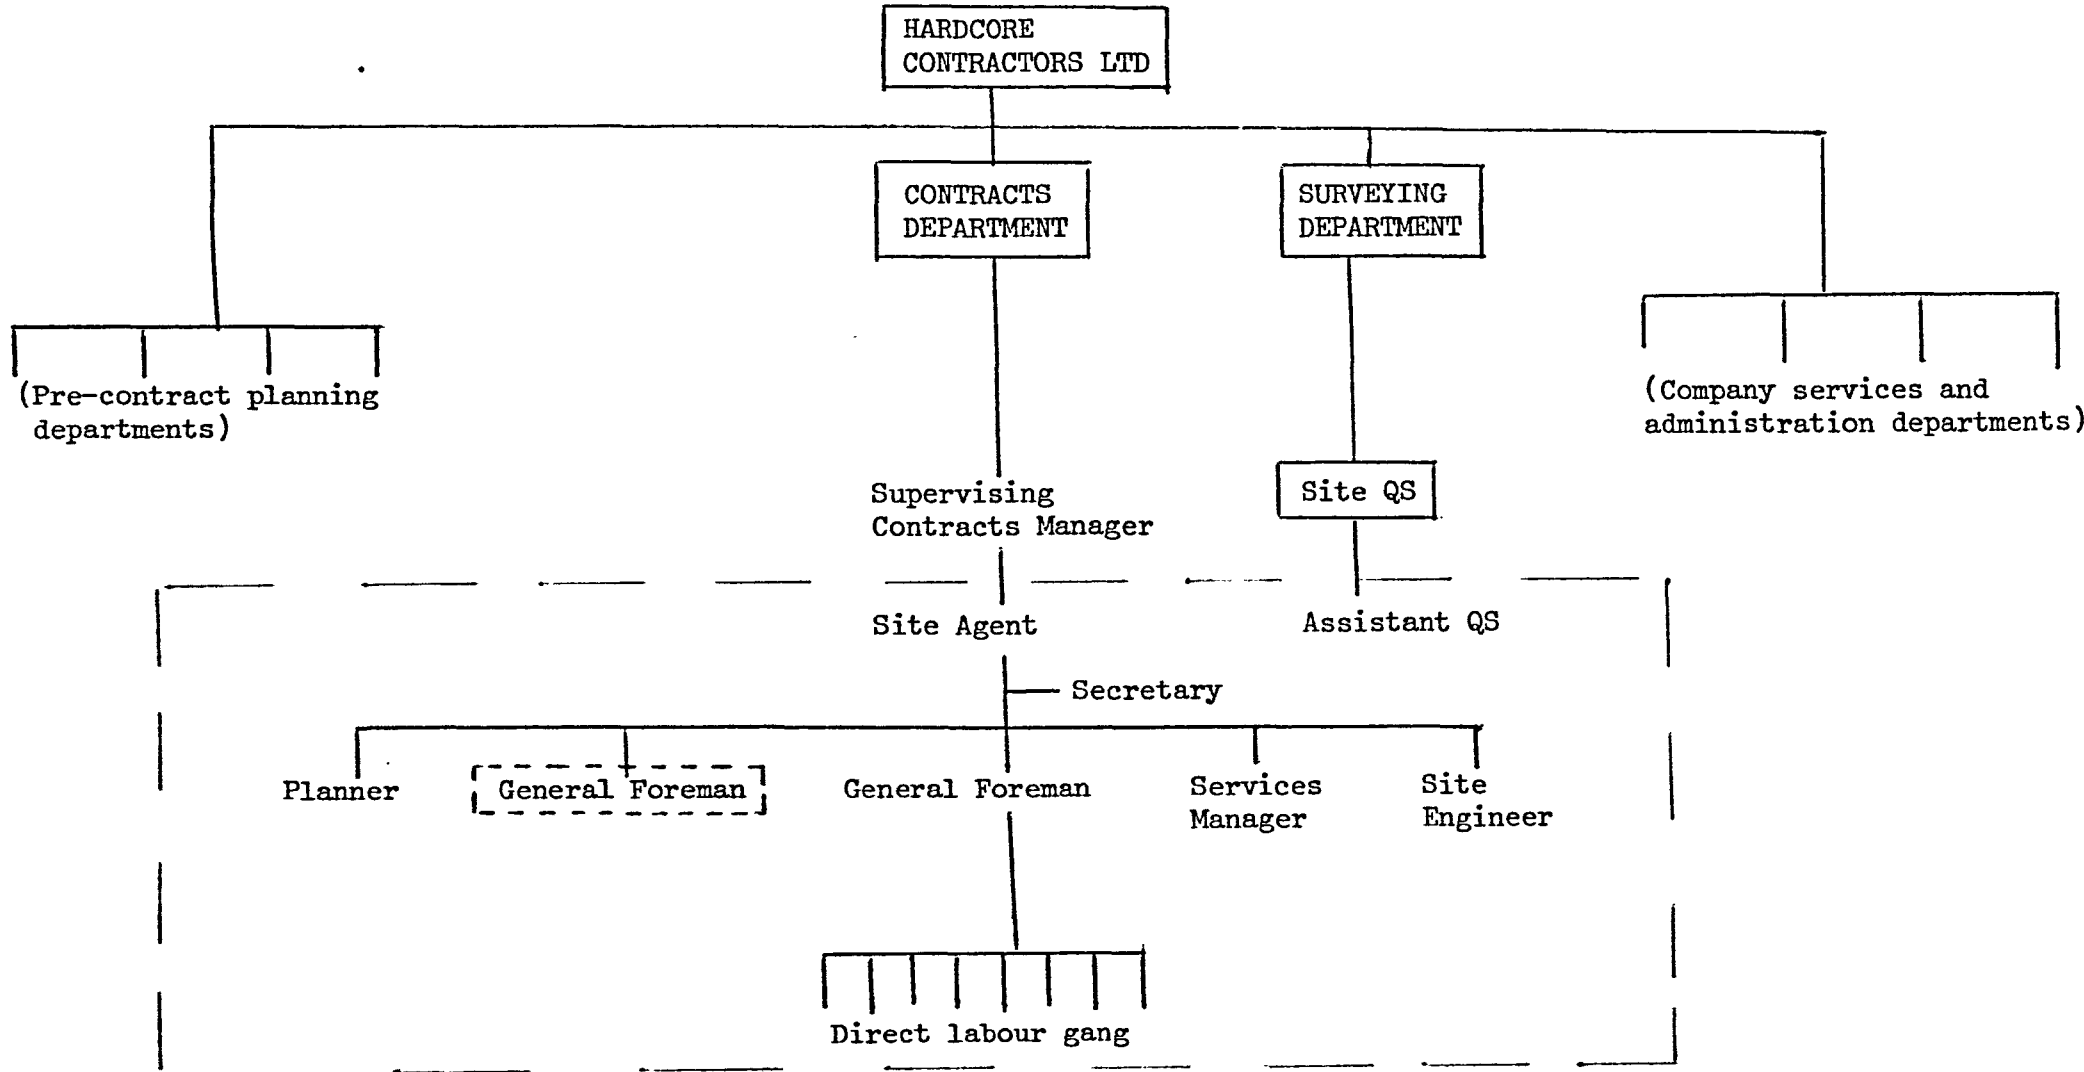 HARDCORE
CONTRACTORS LTD
CONTRACTS
DEPARTMENT
SURVEYING
DEPARTMENT
(Pre-contract planning
departments)
(Company services and
administration departments)
Supervising
Contracts Manager
Site QS
Site Agent
Assistant QS
Secretary
Planner
General Foreman
General Foreman
Services
Manager
Site
Engineer
Direct labour gang